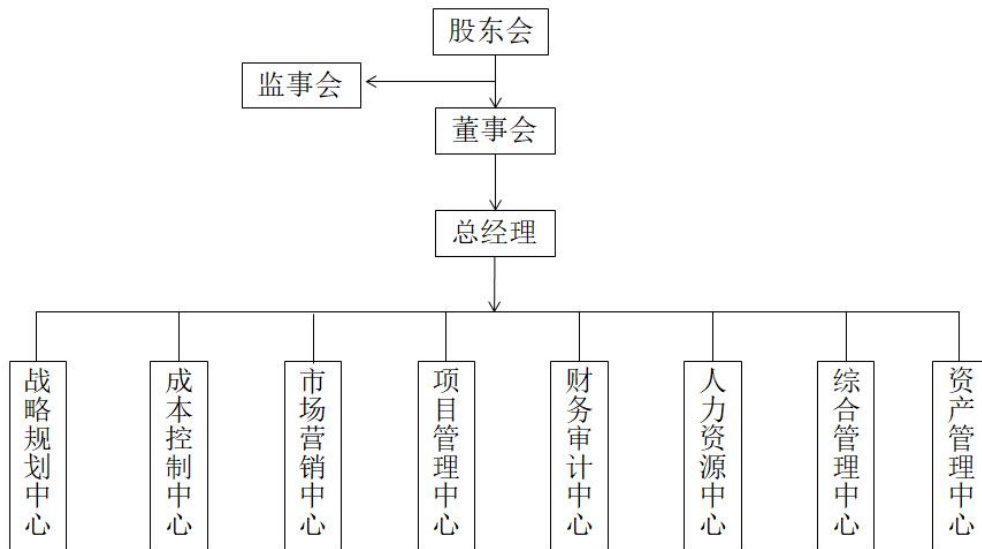 股东会
监事会
董事会
总经理
战略规划中心
成本控制中心
市场营销中心
项目管理中心
财务审计中心
人力资源中心
综合管理中心
资产管理中心